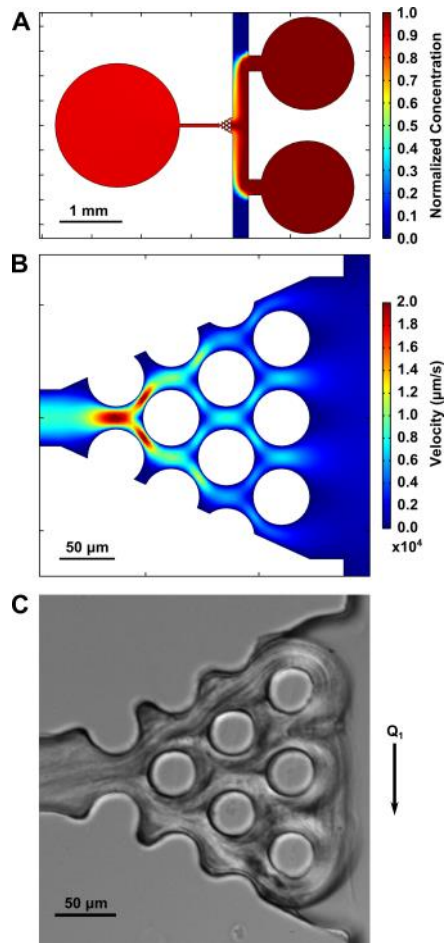 A
1 mm
1.0
0.9
0.8
0.7
0.6
0.5
0.4
0.3
0.2
0.1
0.0
Normalized Concentration
B
50 µm
2.0
1.8
1.6
1.4
1.2
1.0
0.8
0.6
0.4
0.2
0.0
x10⁴
Velocity (µm/s)
C
Q₁
50 µm